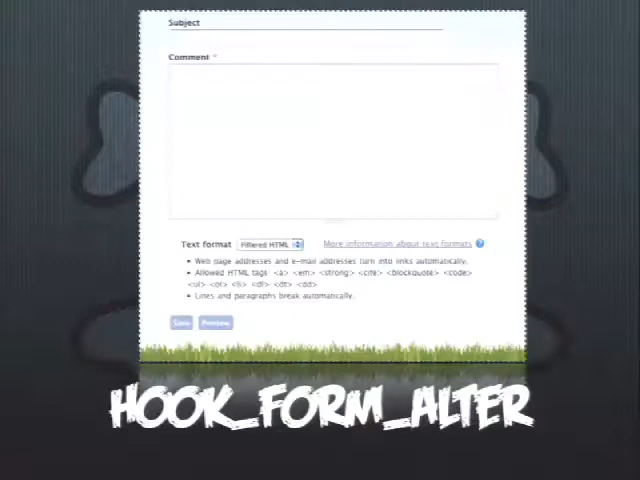 Subject
Comment *
Text format Filtered HTML More information about text formats ?
Web page addresses and e-mail addresses turn into links automatically.
Allowed HTML tags <a> <em> <strong> <cite> <blockquote> <code>
<ul> <ol> <li> <dl> <dt> <dd>
Lines and paragraphs break automatically.
Save Preview
HOOK_FORM_ALTER